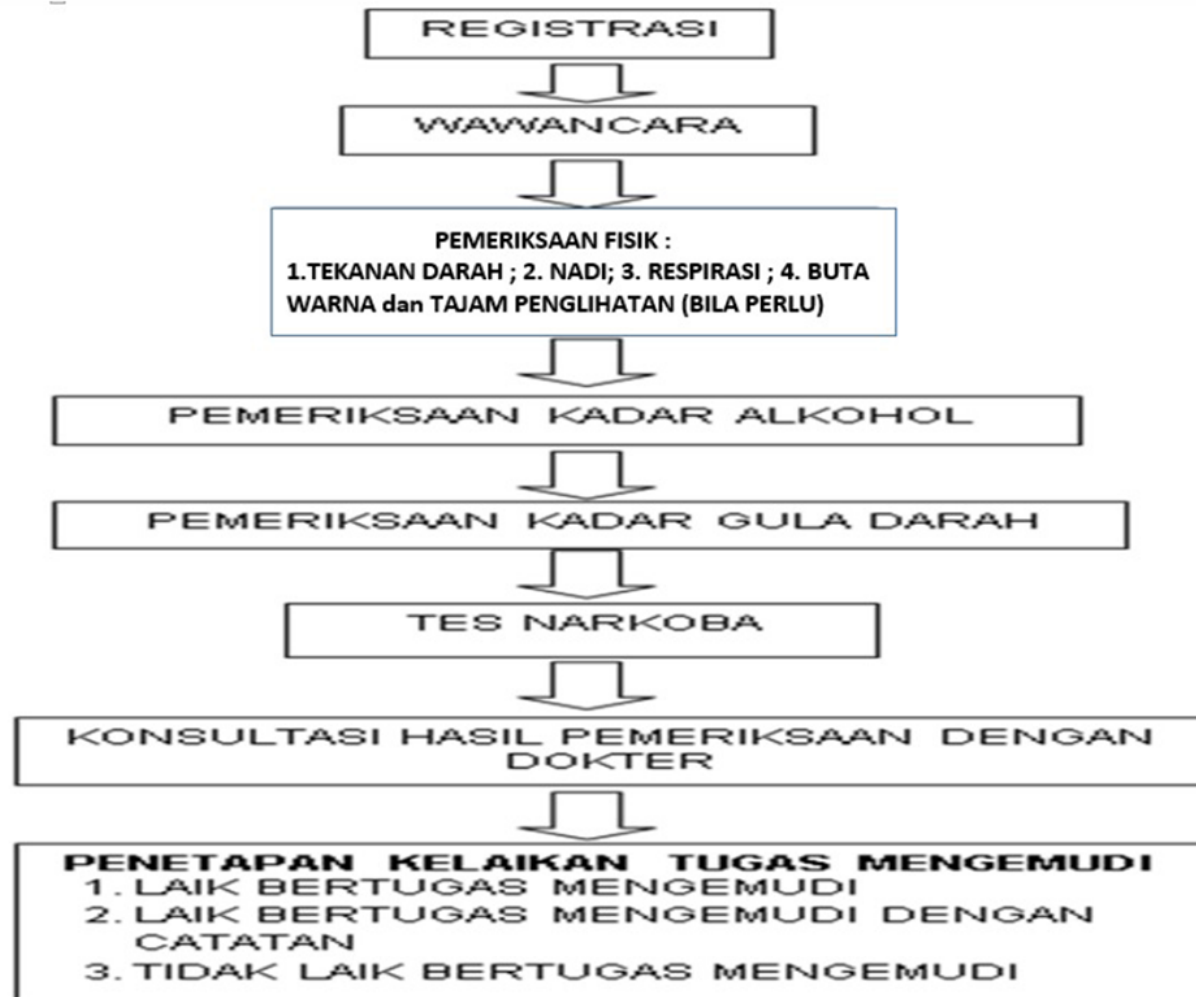 REGISTRASI
WAWANCARA
PEMERIKSAAN FISIK :
1.TEKANAN DARAH ; 2. NADI; 3. RESPIRASI ; 4. BUTA
WARNA dan TAJAM PENGLIHATAN (BILA PERLU)
PEMERIKSAAN KADAR ALKOHOL
PEMERIKSAAN KADAR GULA DARAH
TES NARKOBA
KONSULTASI HASIL PEMERIKSAAN DENGAN
DOKTER
PENETAPAN KELAIKAN TUGAS MENGEMUDI
1. LAIK BERTUGAS MENGEMUDI
2. LAIK BERTUGAS MENGEMUDI DENGAN
CATATAN
3. TIDAK LAIK BERTUGAS MENGEMUDI